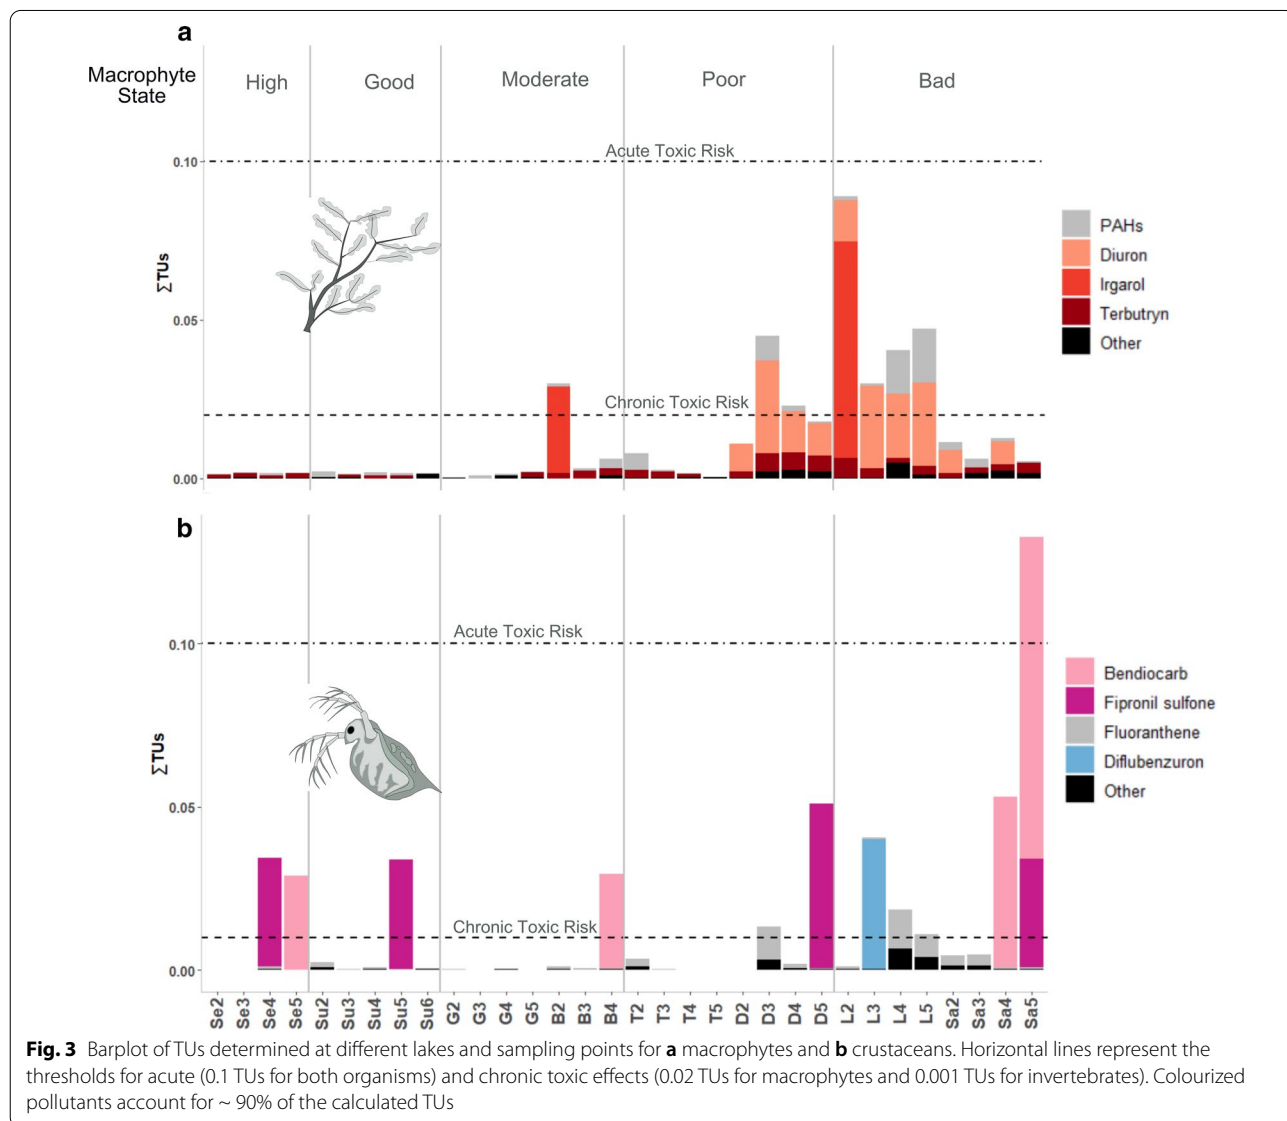 a
Macrophyte
State
High
Good
Moderate
Poor
Bad
Acute Toxic Risk
0.10
∑TUs
0.05
Chronic Toxic Risk
0.00
PAHs
Diuron
Irgarol
Terbutryn
Other
b
Acute Toxic Risk
0.10
∑TUs
0.05
Chronic Toxic Risk
0.00
Bendiocarb
Fipronil sulfone
Fluoranthene
Diflubenzuron
Other
Se2 Se3 Se4 Se5 Su2 Su3 Su4 Su5 Su6 G2 G3 G4 G5 B2 B3 B4 T2 T3 T4 T5 D2 D3 D4 D5 L2 L3 L4 L5 Sa2 Sa3 Sa4 Sa5
Fig. 3 Barplot of TUs determined at different lakes and sampling points for a macrophytes and b crustaceans. Horizontal lines represent the
thresholds for acute (0.1 TUs for both organisms) and chronic toxic effects (0.02 TUs for macrophytes and 0.001 TUs for invertebrates). Colourized
pollutants account for ~ 90% of the calculated TUs